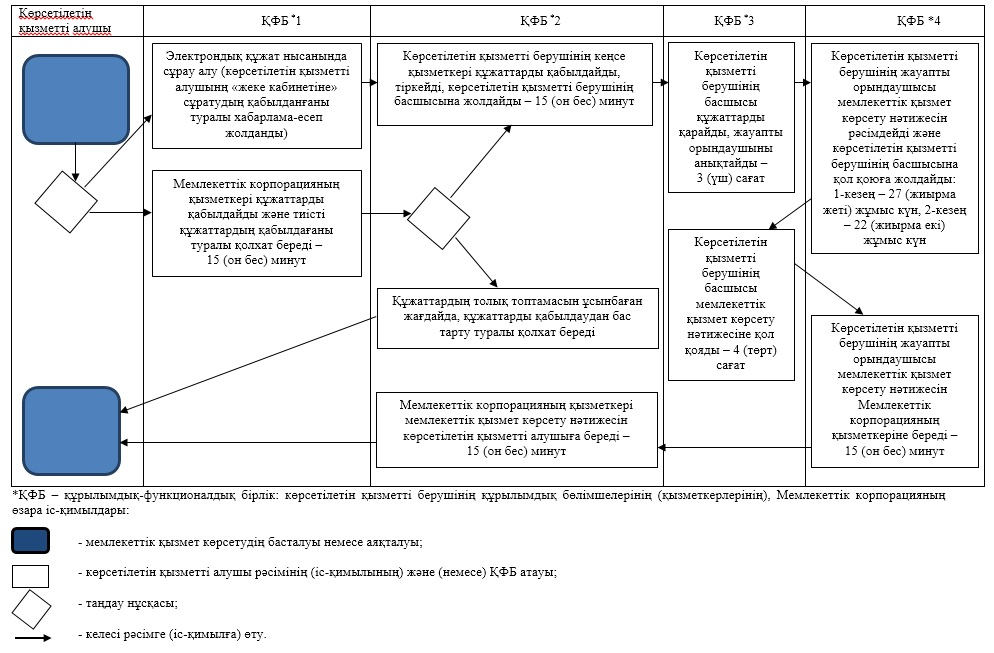 Көрсетілетін
қызметті алушы
ҚФБ *1
ҚФБ *2
ҚФБ *3
ҚФБ *4
Электрондық құжат нысанында
сұрау алу (көрсетілетін қызметті
алушынң «жеке кабинетіне»
сұратудың қабылданғаны
туралы хабарлама-есеп
жолданды)
Мемлекеттік корпорацияның
қызметкері құжаттарды
қабылдайды және тиісті
құжаттардың қабылдағаны
туралы қолхат береді –
15 (он бес) минут
Көрсетілетін қызметті берушінің кеңсе
қызметкері құжаттарды қабылдайды,
тіркейді, көрсетілетін қызметті берушінің
басшысына жолдайды – 15 (он бес) минут
Құжаттардың толық топтамасын ұсынбаған
жағдайда, құжаттарды қабылдаудан бас
тарту туралы қолхат береді
Мемлекеттік корпорацияның қызметкері
мемлекеттік қызмет көрсету нәтижесін
көрсетілетін қызметті алушыға береді –
15 (он бес) минут
Көрсетілетін
қызметті
берушінің
басшысы
құжаттарды
қарайды, жауапты
орындаушыны
анықтайды –
3 (үш) сағат
Көрсетілетін
қызметті
берушінің
басшысы
мемлекеттік
қызмет көрсету
нәтижесіне қол
қояды – 4 (төрт)
сағат
Көрсетілетін қызметті
берушінің жауапты
орындаушысы
мемлекеттік қызмет
көрсету нәтижесін
рәсімдейді және
көрсетілетін қызметті
берушінің басшысына
қол қоюға жолдайды:
1-кезең – 27 (жиырма
жеті) жұмыс күн, 2-кезең
– 22 (жиырма екі)
жұмыс күн
Көрсетілетін қызметті
берушінің жауапты
орындаушысы
мемлекеттік қызмет
көрсету нәтижесін
Мемлекеттік
корпорацияның
қызметкеріне береді –
15 (он бес) минут
*ҚФБ – құрылымдық-функционалдық бірлік: көрсетілетін қызметті берушінің құрылымдық бөлімшелерінің (қызметкерлерінің), Мемлекеттік корпорацияның
өзара іс-қимылдары:
- мемлекеттік қызмет көрсетудің басталуы немесе аяқталуы;
- көрсетілетін қызметті алушы рәсімінің (іс-қимылының) және (немесе) ҚФБ атауы;
- таңдау нұсқасы;
- келесі рәсімге (іс-қимылға) өту.